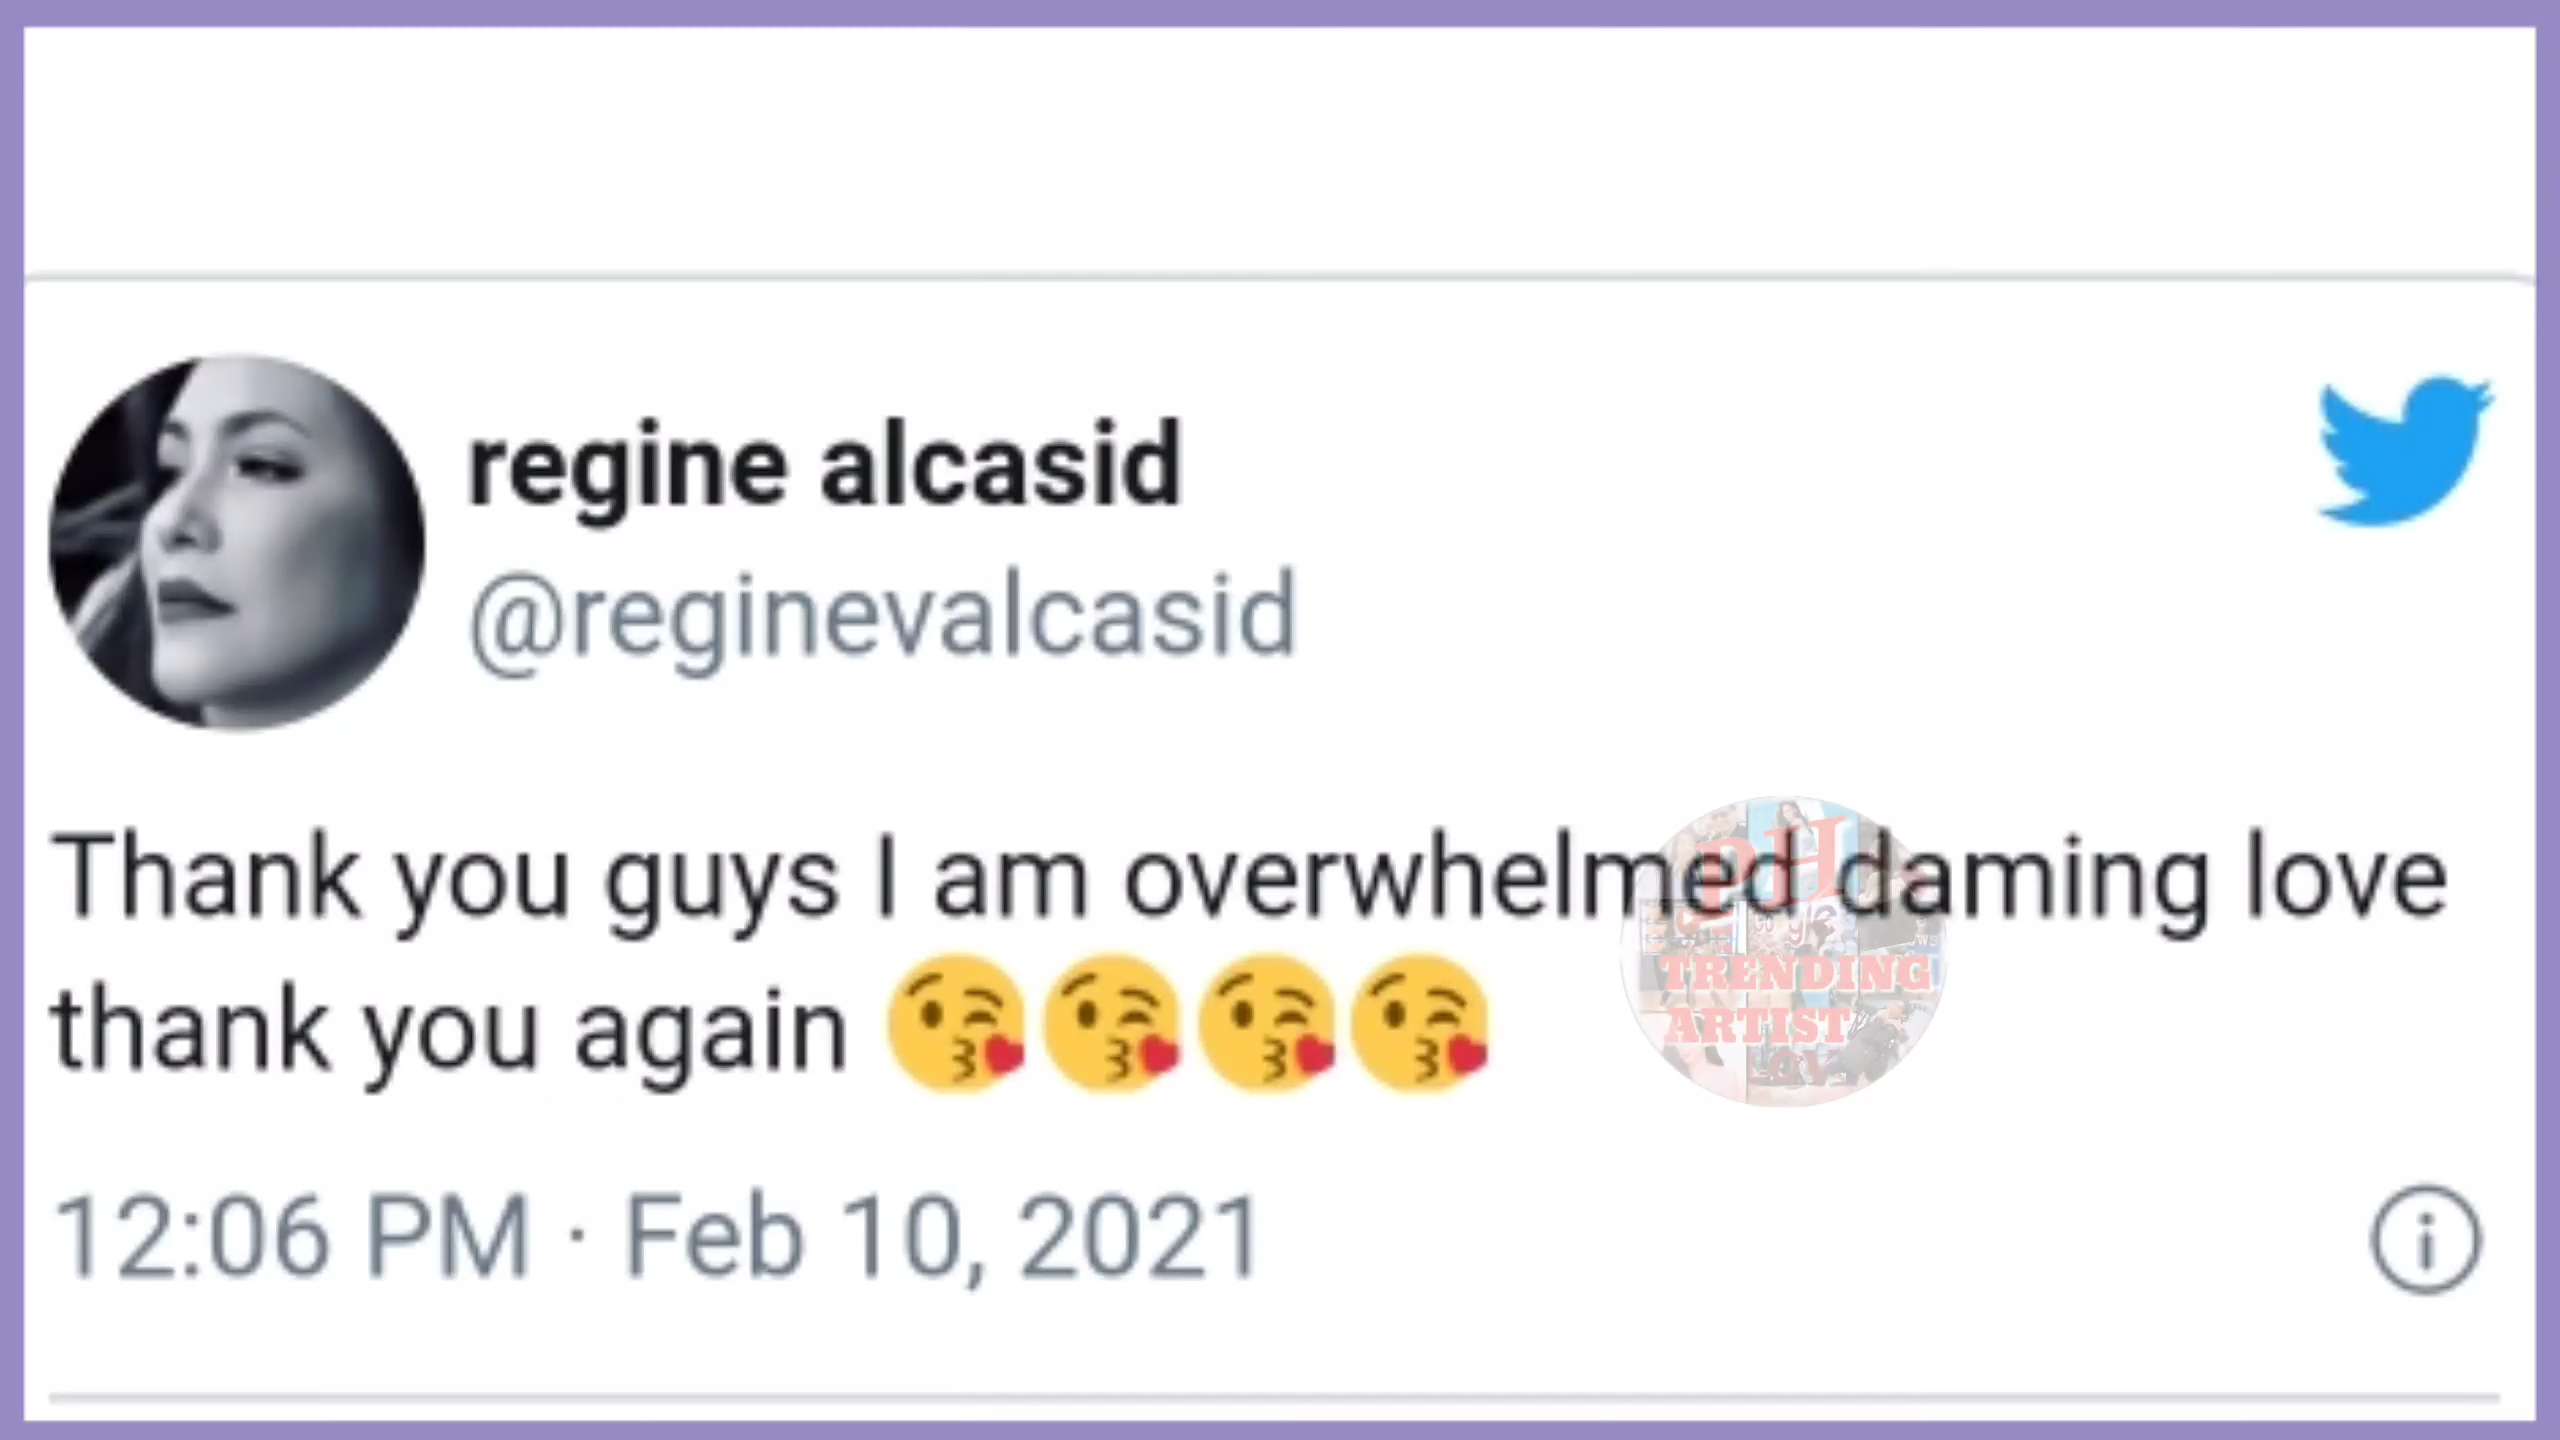 regine alcasid
@reginevalcasid
Thank you guys I am overwhelmed daming love
thank you again 😘😘😘😘
12:06 PM · Feb 10, 2021
PH
TRENDING
ARTIST